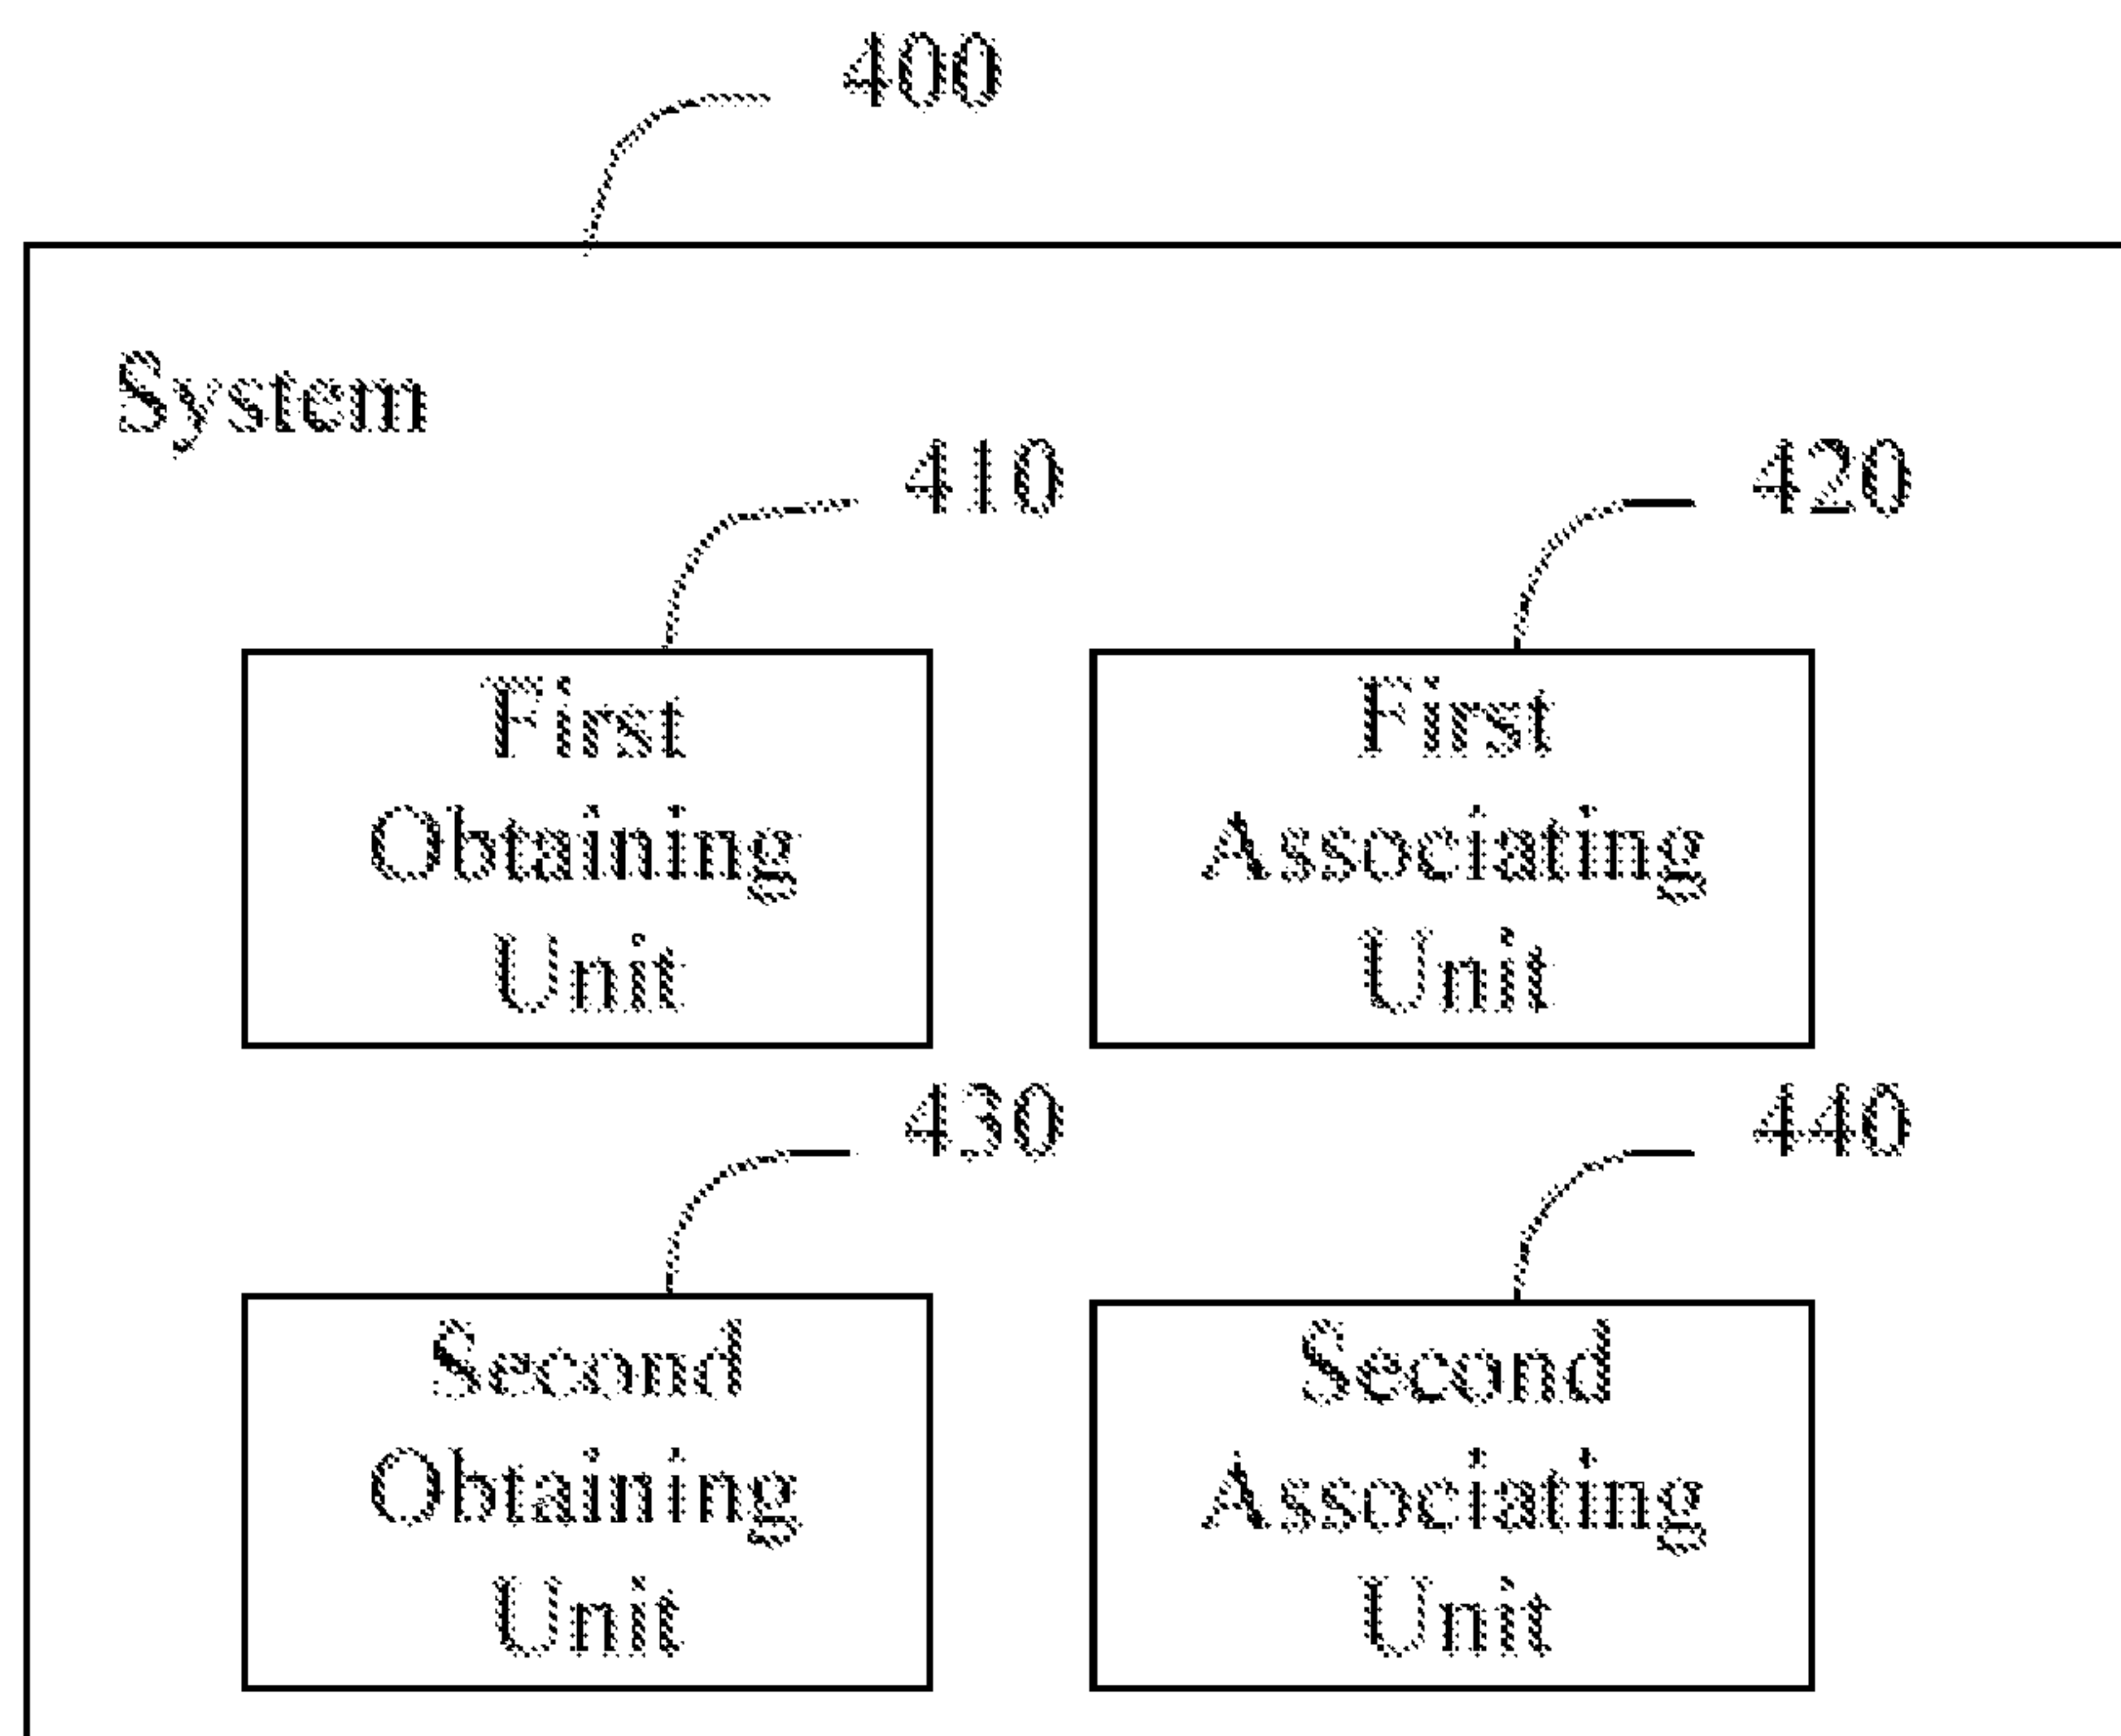 400
System
410
420
First
Obtaining
Unit
First
Associating
Unit
430
440
Second
Obtaining
Unit
Second
Associating
Unit